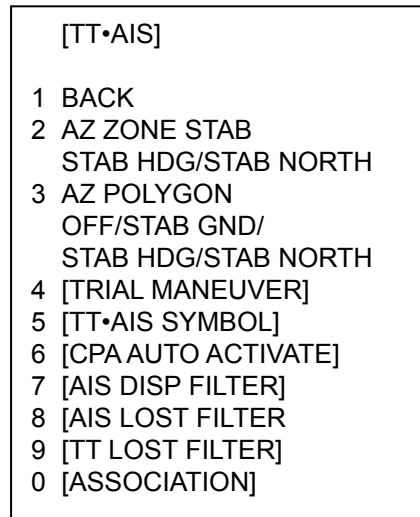 [TT•AIS]
1 BACK
2 AZ ZONE STAB
STAB HDG/STAB NORTH
3 AZ POLYGON
OFF/STAB GND/
STAB HDG/STAB NORTH
4 [TRIAL MANEUVER]
5 [TT•AIS SYMBOL]
6 [CPA AUTO ACTIVATE]
7 [AIS DISP FILTER]
8 [AIS LOST FILTER
9 [TT LOST FILTER]
0 [ASSOCIATION]